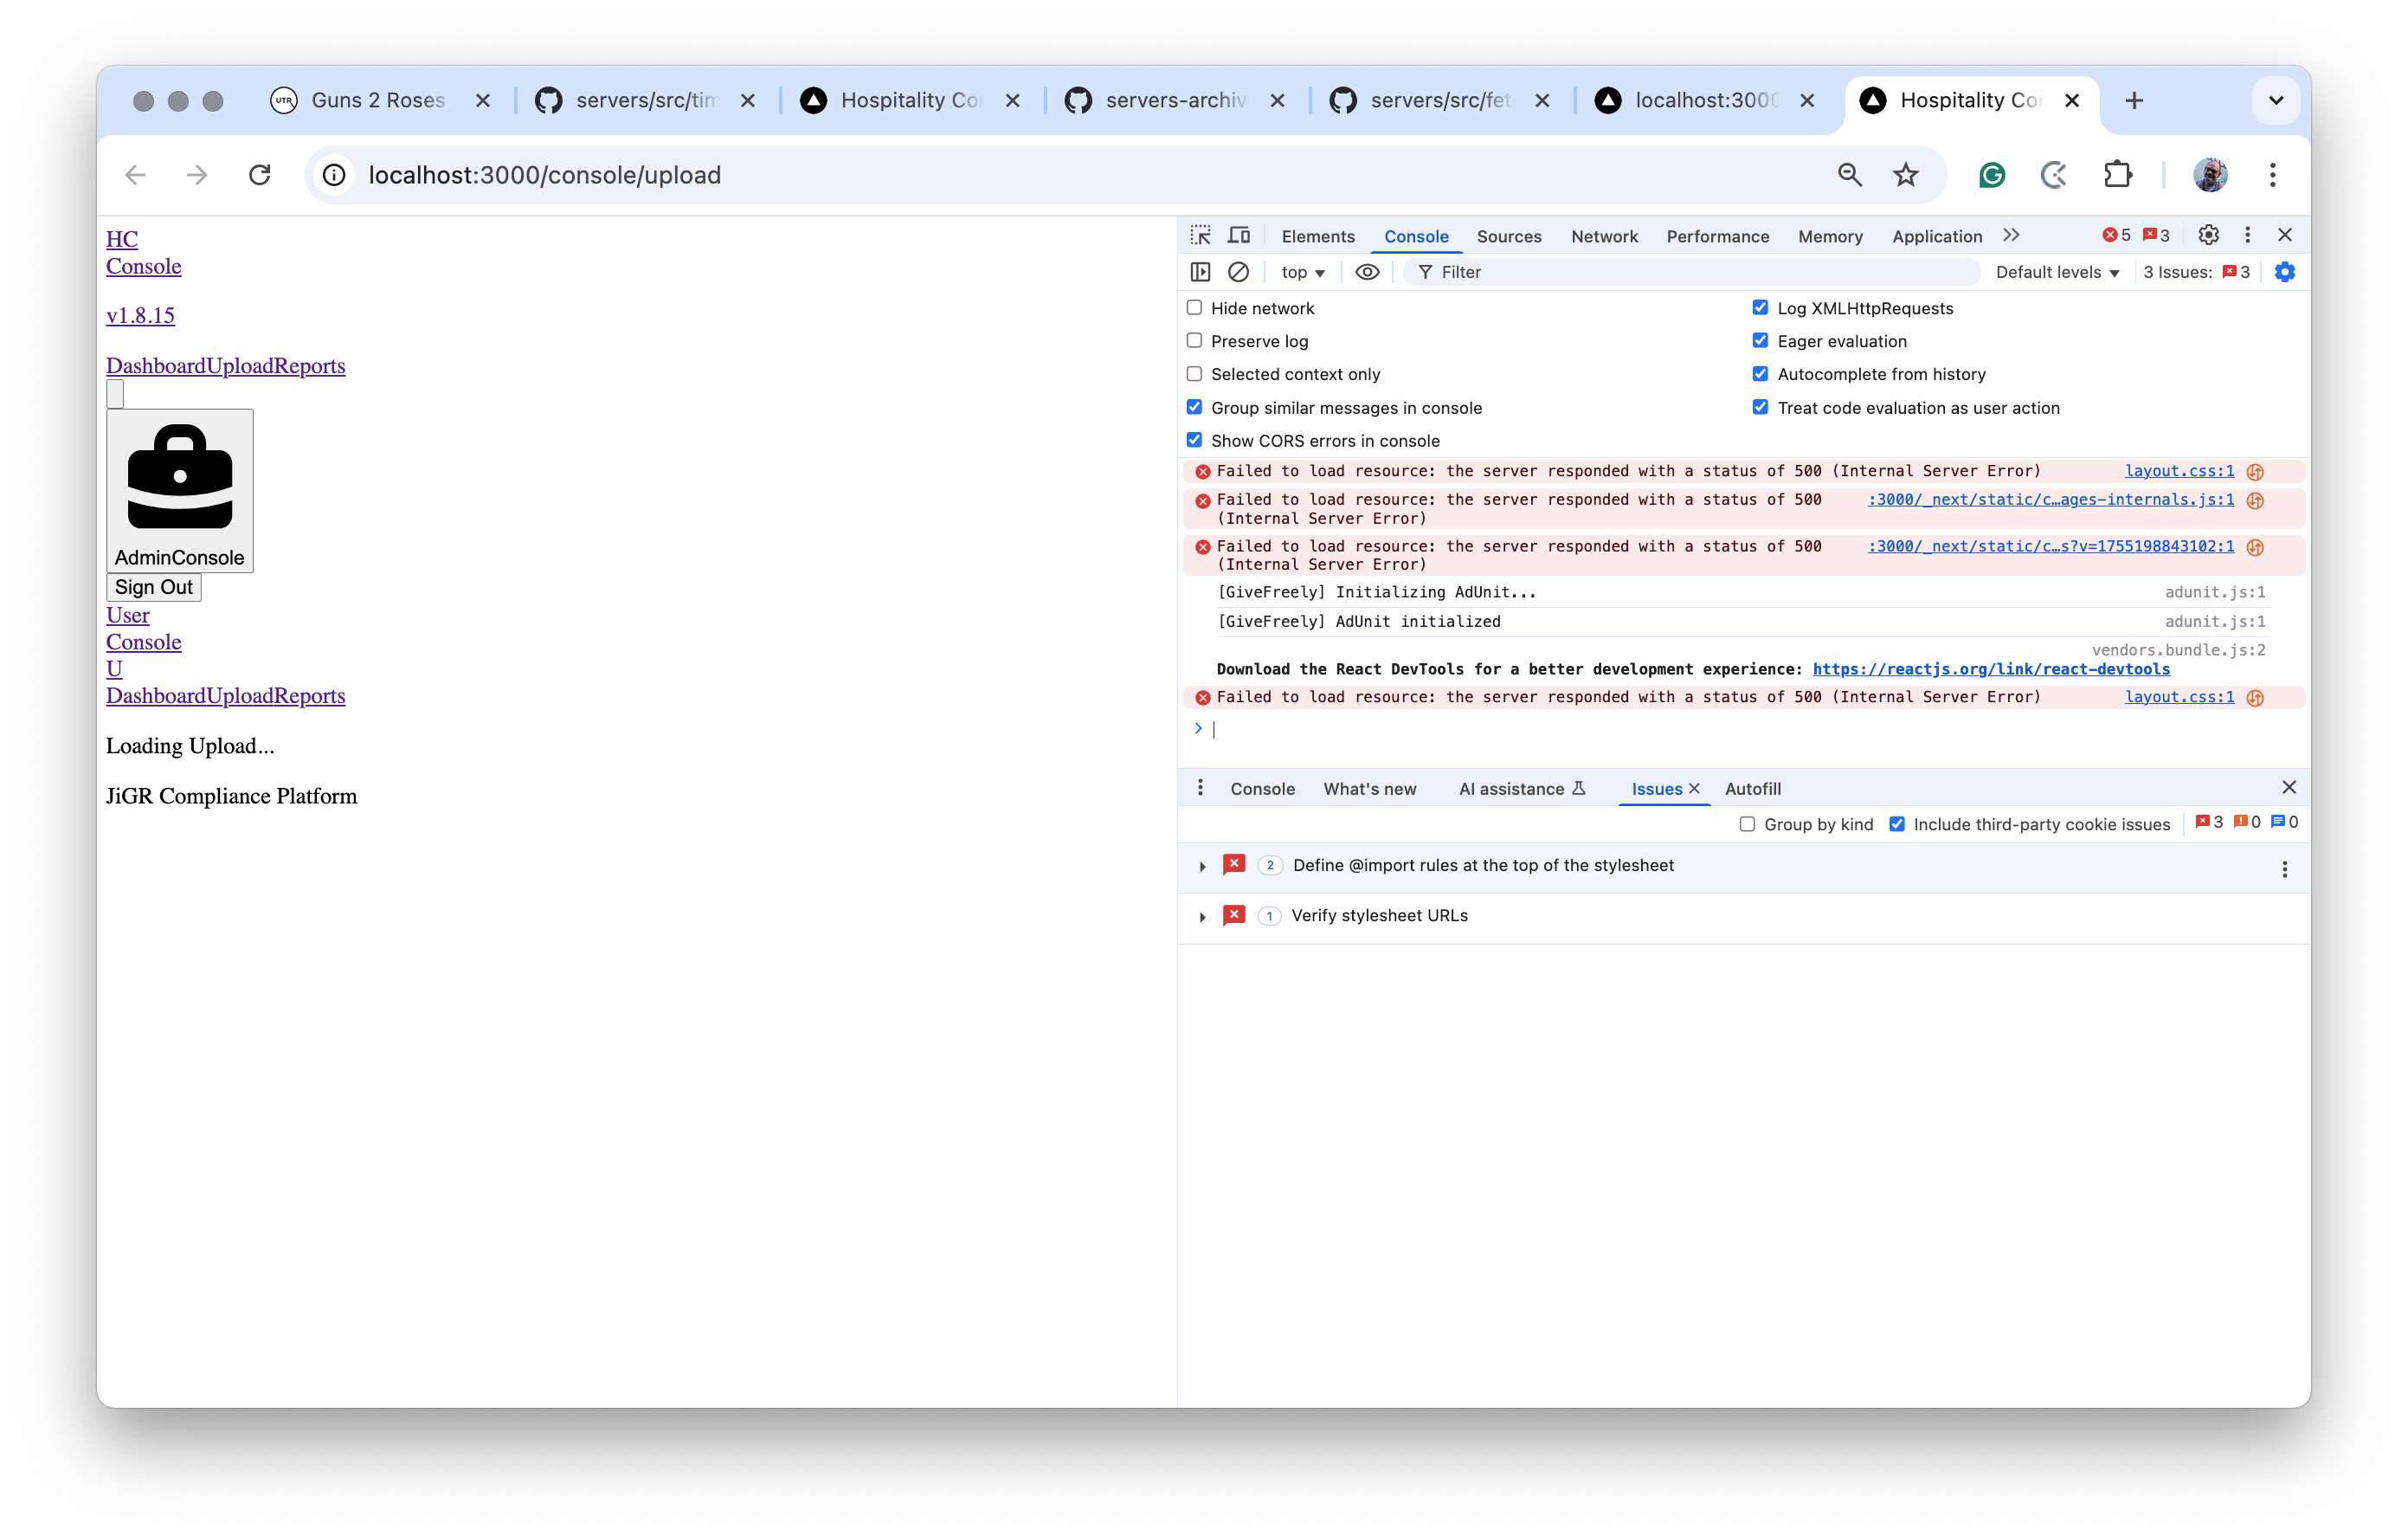 UTR Guns 2 Roses
servers/src/tim
Hospitality Co
servers-archiv
servers/src/fet
localhost:3000
Hospitality Co
localhost:3000/console/upload
HC
Console
v1.8.15
DashboardUploadReports
AdminConsole
Sign Out
User
Console
U
DashboardUploadReports
Loading Upload...
JiGR Compliance Platform
Elements Console Sources Network Performance Memory Application 5 3
top Filter Default levels 3 Issues: 3
Hide network Log XMLHttpRequests
Preserve log Eager evaluation
Selected context only Autocomplete from history
Group similar messages in console Treat code evaluation as user action
Show CORS errors in console
Failed to load resource: the server responded with a status of 500 (Internal Server Error) layout.css:1
Failed to load resource: the server responded with a status of 500 :3000/_next/static/c…ages-internals.js:1
(Internal Server Error)
Failed to load resource: the server responded with a status of 500 :3000/_next/static/c…s?v=1755198843102:1
(Internal Server Error)
[GiveFreely] Initializing AdUnit... adunit.js:1
[GiveFreely] AdUnit initialized adunit.js:1
vendors.bundle.js:2
Download the React DevTools for a better development experience: https://reactjs.org/link/react-devtools
Failed to load resource: the server responded with a status of 500 (Internal Server Error) layout.css:1
Console What's new AI assistance Issues Autofill
Group by kind Include third-party cookie issues 3 0 0
2 Define @import rules at the top of the stylesheet
1 Verify stylesheet URLs